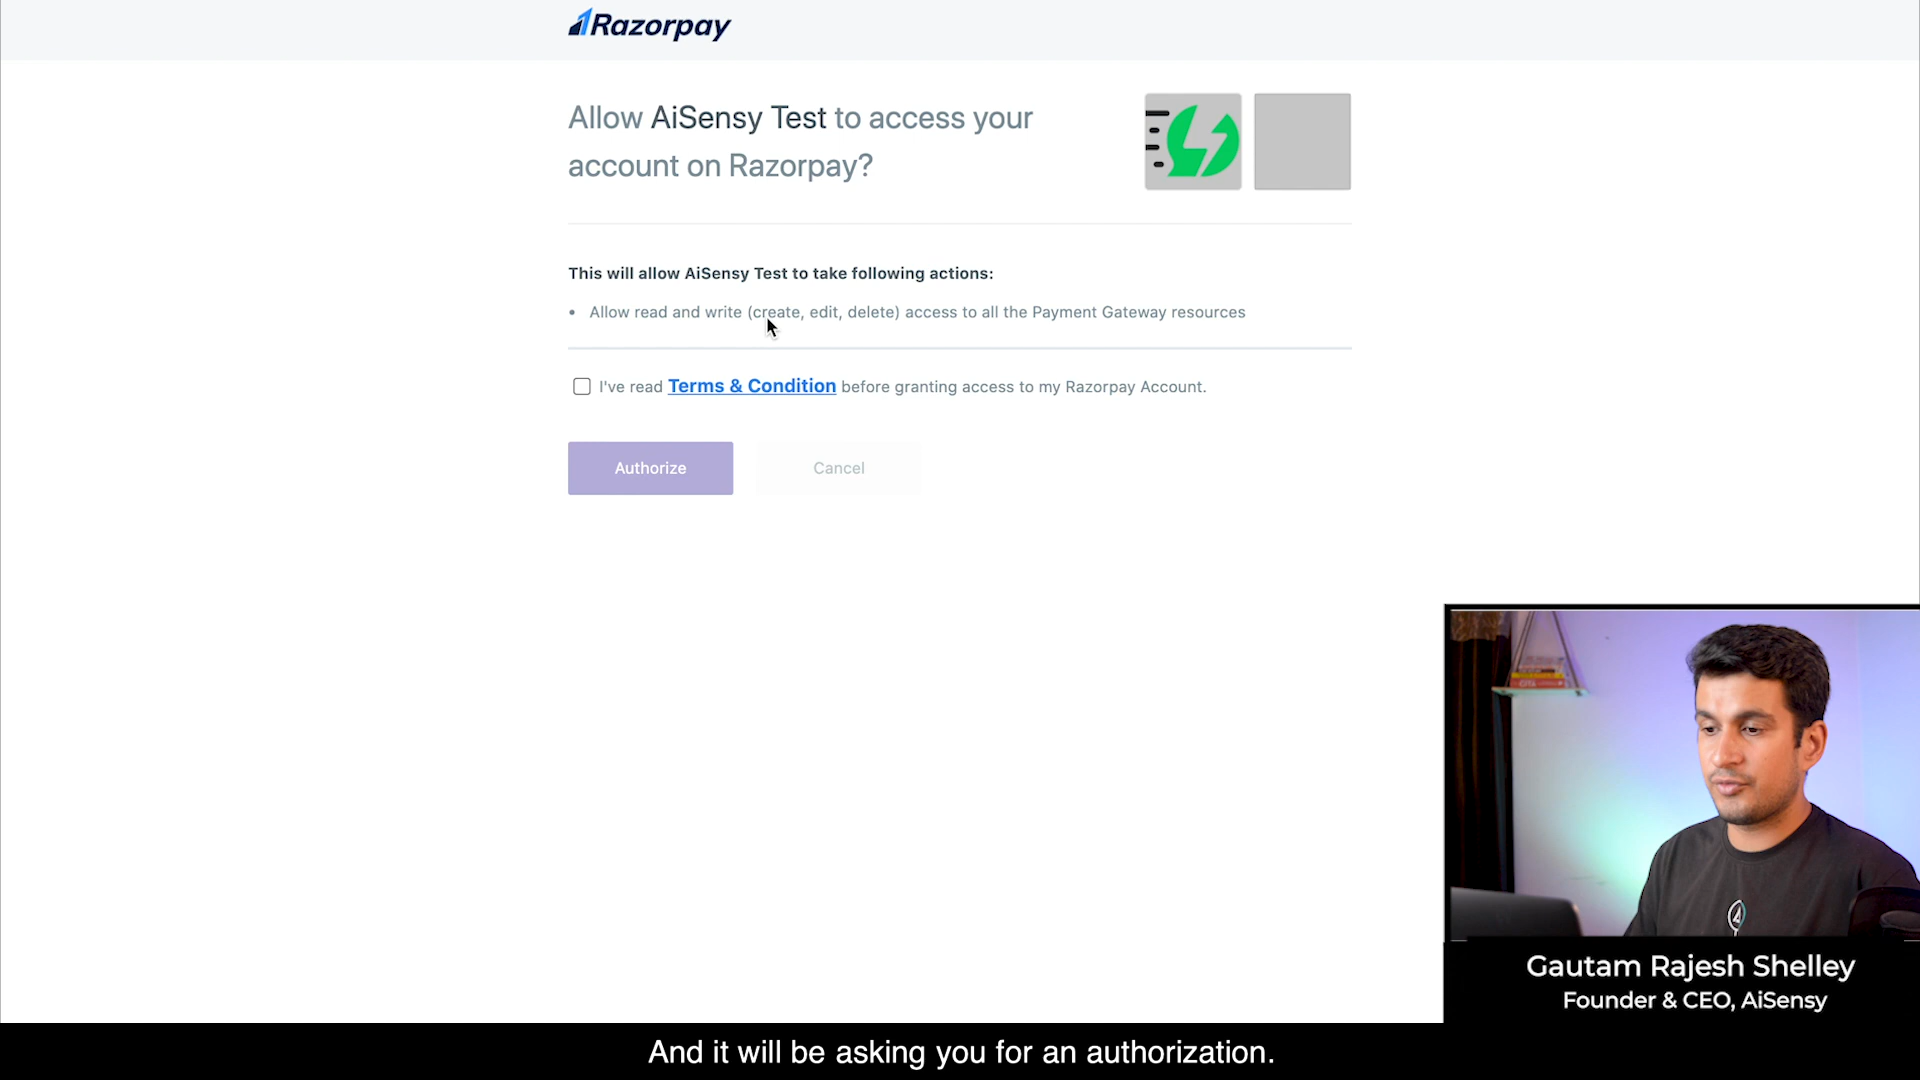 Razorpay
Allow AiSensy Test to access your
account on Razorpay?
This will allow AiSensy Test to take following actions:
• Allow read and write (create, edit, delete) access to all the Payment Gateway resources
I've read Terms & Condition before granting access to my Razorpay Account.
Authorize
Cancel
Gautam Rajesh Shelley
Founder & CEO, AiSensy
And it will be asking you for an authorization.